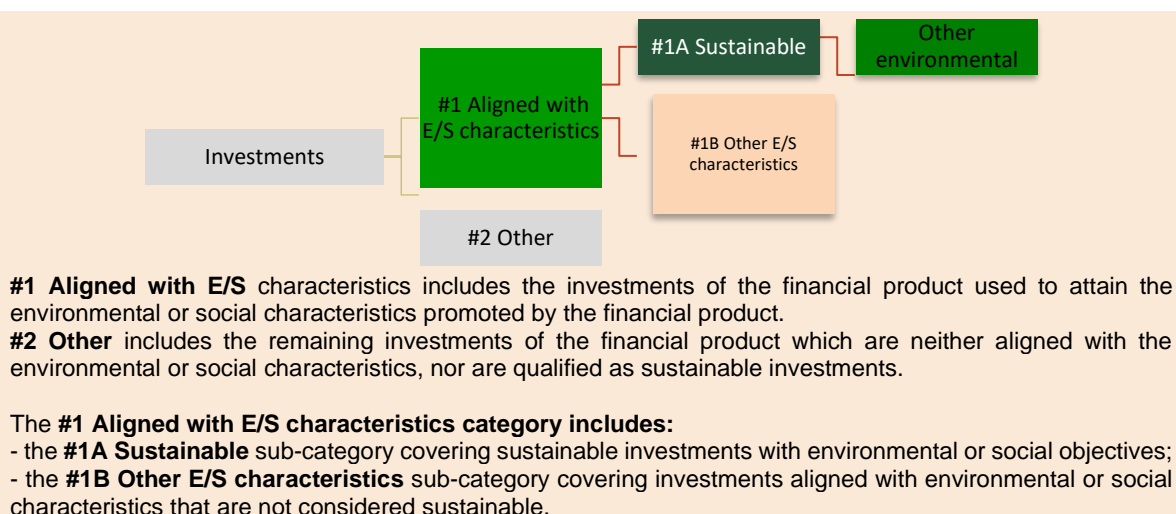 Other
environmental
#1A Sustainable
#1 Aligned with
E/S characteristics
#1B Other E/S
characteristics
Investments
#2 Other
#1 Aligned with E/S characteristics includes the investments of the financial product used to attain the
environmental or social characteristics promoted by the financial product.
#2 Other includes the remaining investments of the financial product which are neither aligned with the
environmental or social characteristics, nor are qualified as sustainable investments.
The #1 Aligned with E/S characteristics category includes:
- the #1A Sustainable sub-category covering sustainable investments with environmental or social objectives;
- the #1B Other E/S characteristics sub-category covering investments aligned with environmental or social
characteristics that are not considered sustainable.